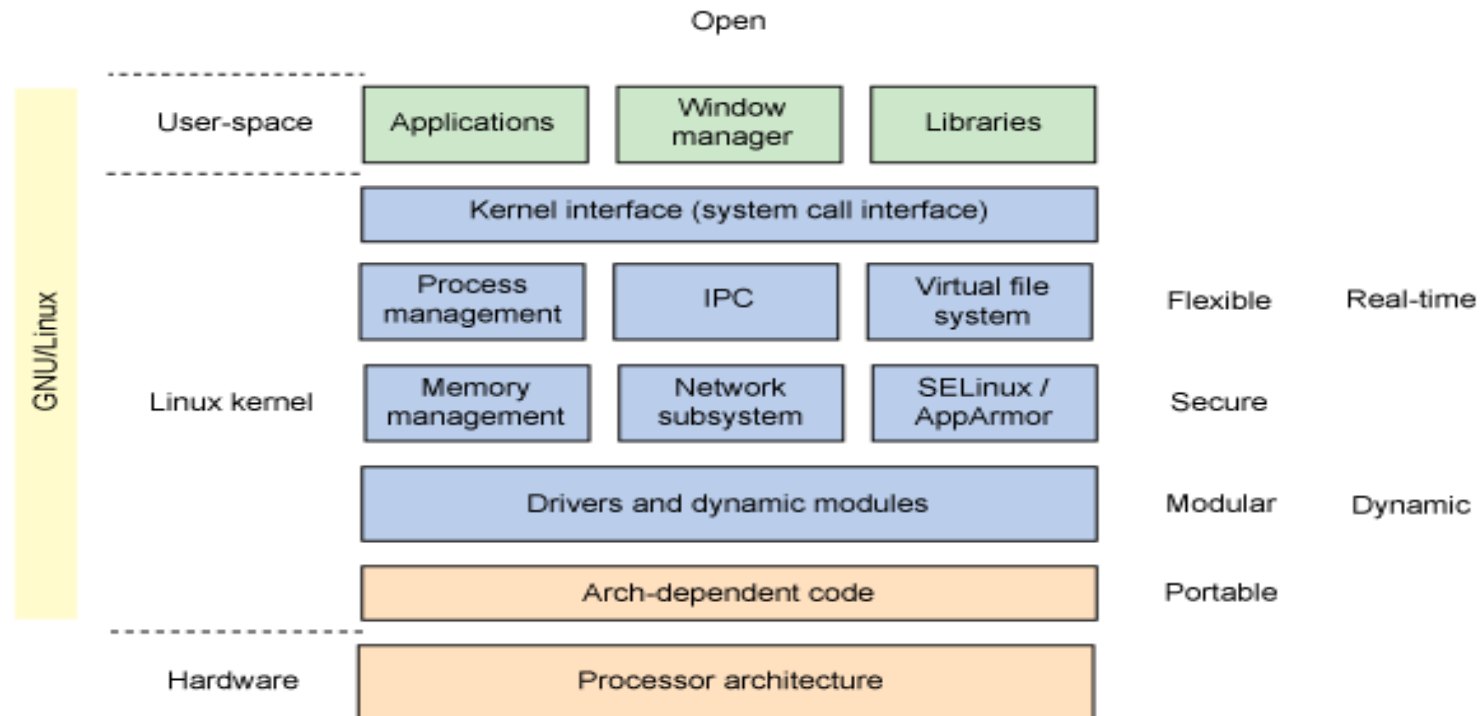 Open
User-space
Applications
Window
manager
Libraries
Kernel interface (system call interface)
GNU/Linux
Linux kernel
Process
management
IPC
Virtual file
system
Flexible
Real-time
Memory
management
Network
subsystem
SELinux /
AppArmor
Secure
Drivers and dynamic modules
Modular
Dynamic
Arch-dependent code
Portable
Hardware
Processor architecture